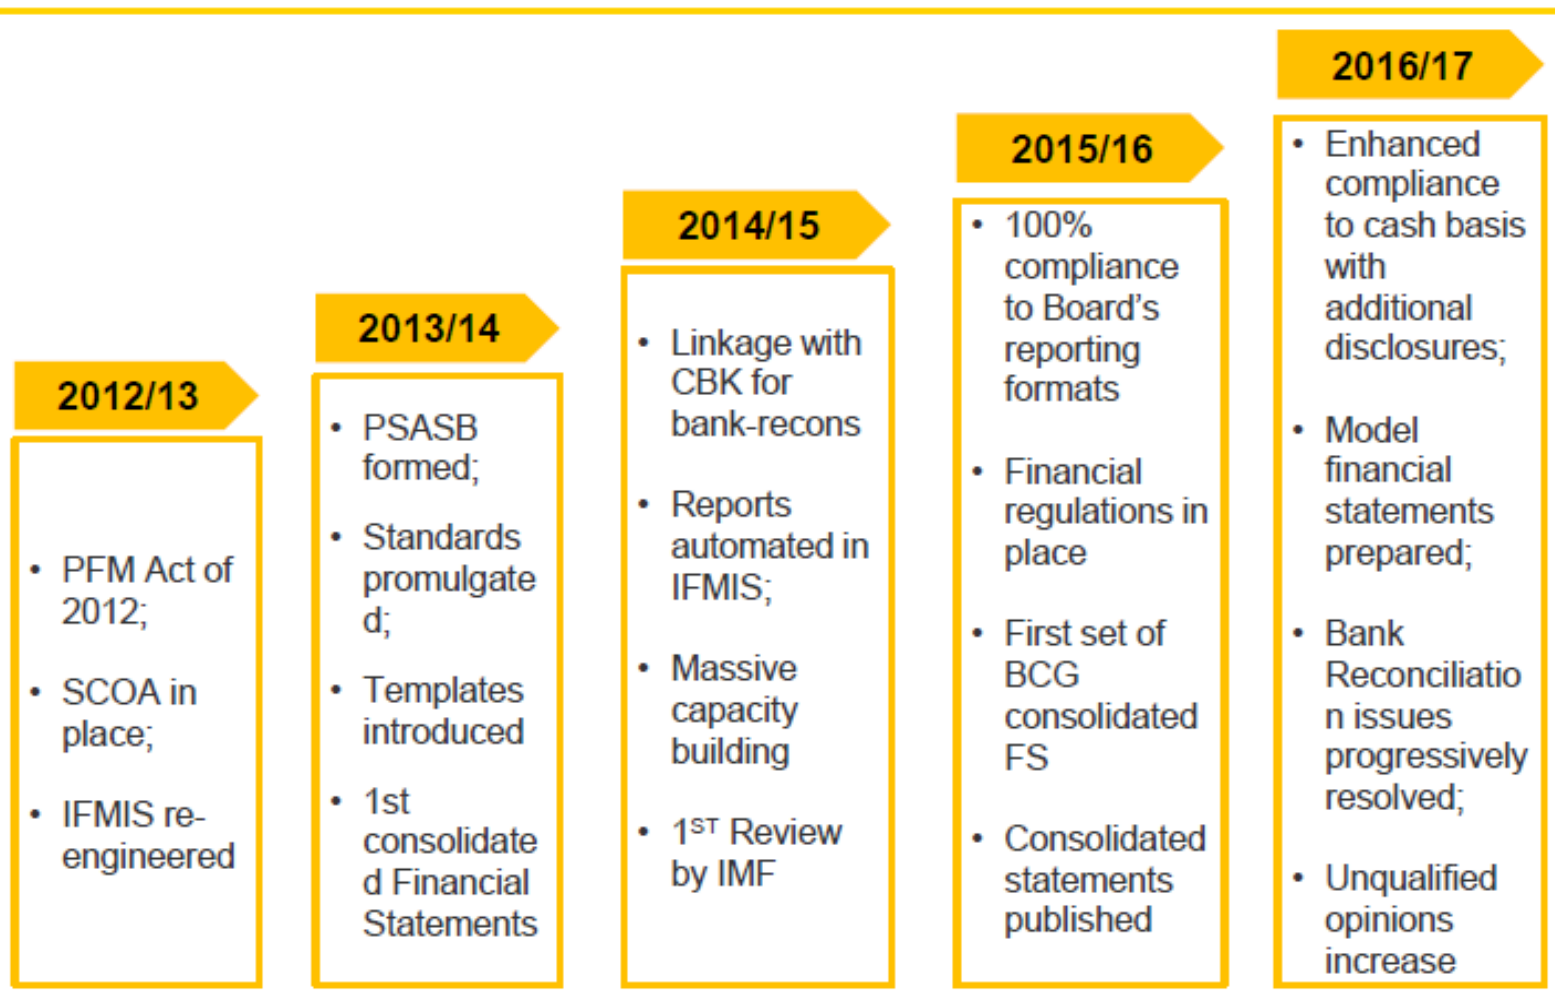 2012/13
• PFM Act of
2012;
• SCOA in
place;
• IFMIS re-
engineered
2013/14
• PSASB
formed;
• Standards
promulgate
d;
• Templates
introduced
• 1st
consolidate
d Financial
Statements
2014/15
• Linkage with
CBK for
bank-recons
• Reports
automated in
IFMIS;
• Massive
capacity
building
• 1ST Review
by IMF
2015/16
• 100%
compliance
to Board’s
reporting
formats
• Financial
regulations in
place
• First set of
BCG
consolidated
FS
• Consolidated
statements
published
2016/17
• Enhanced
compliance
to cash basis
with
additional
disclosures;
• Model
financial
statements
prepared;
• Bank
Reconciliatio
n issues
progressively
resolved;
• Unqualified
opinions
increase